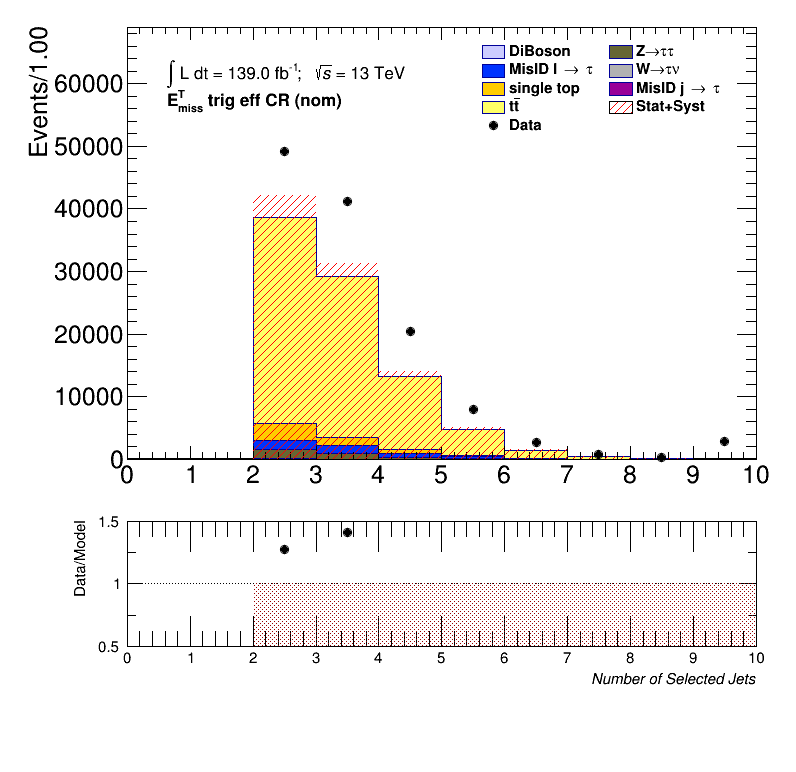 Events/1.00
∫ L dt = 139.0 fb⁻¹; √s = 13 TeV
E^T_miss trig eff CR (nom)
DiBoson Z→ττ
MisID l → τ W→τν
single top MisID j → τ
tt̄ Stat+Syst
Data
60000
50000
40000
30000
20000
10000
0
0 1 2 3 4 5 6 7 8 9 10
Data/Model
1.5
1
0.5
0 1 2 3 4 5 6 7 8 9 10
Number of Selected Jets